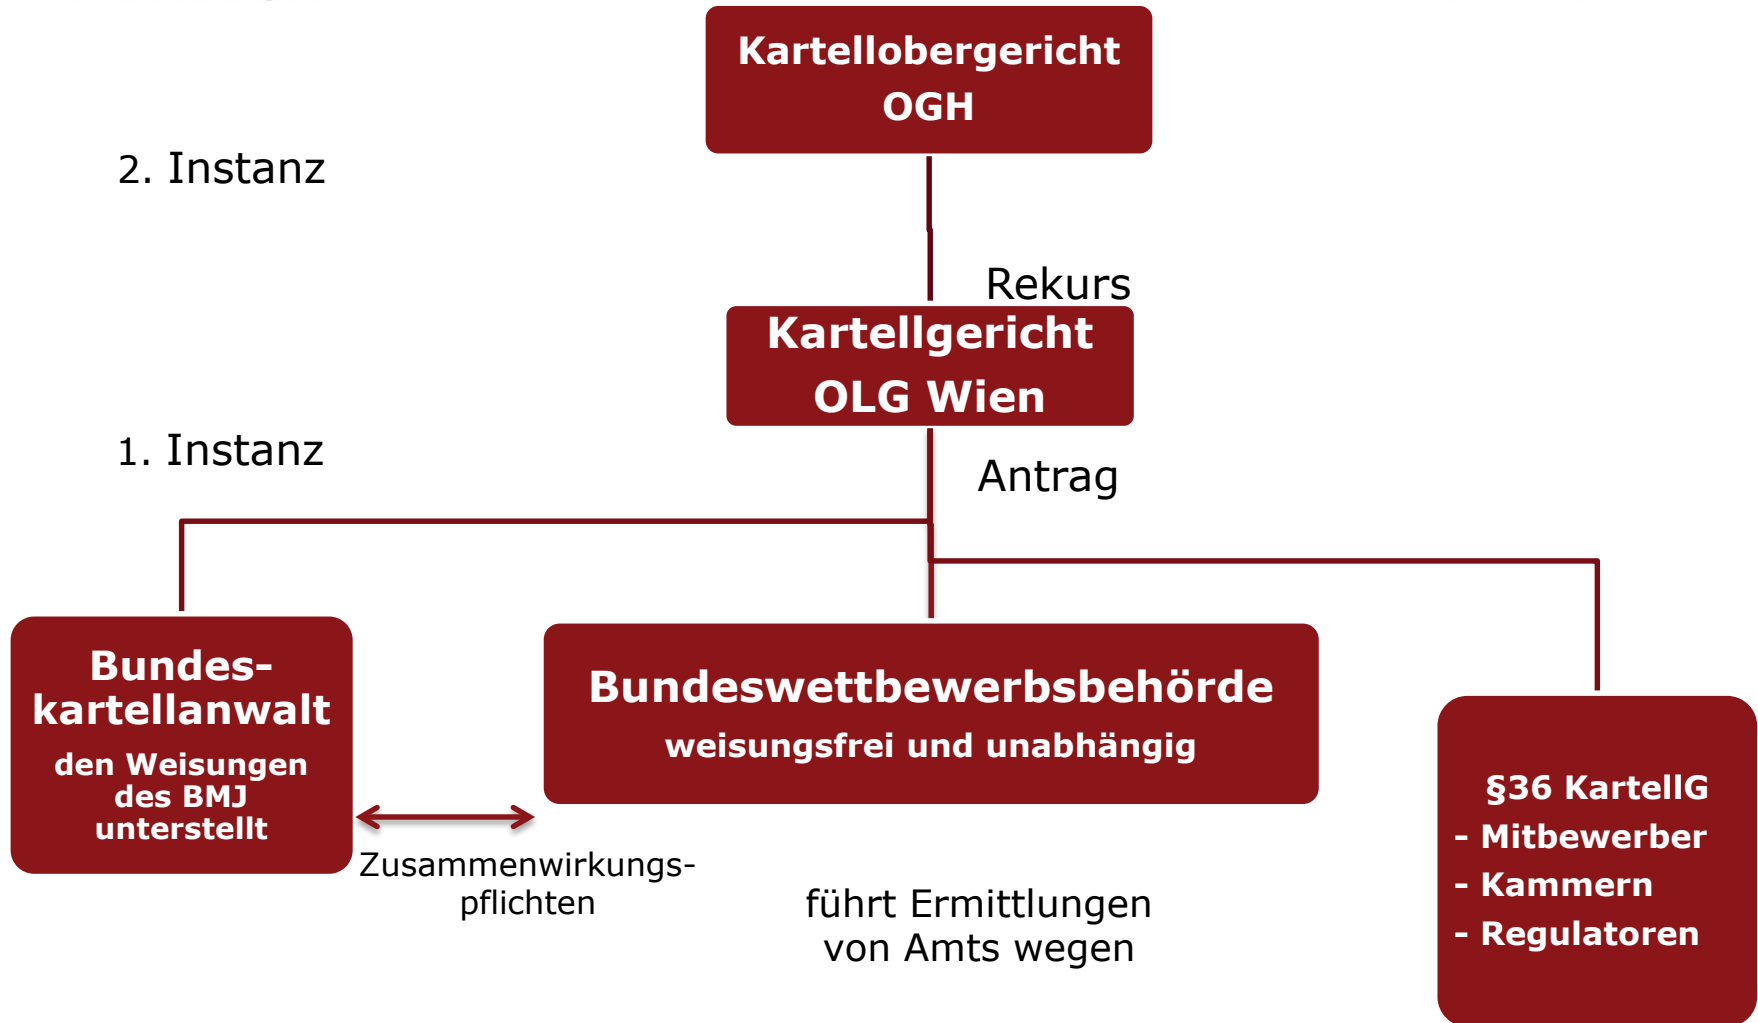 Kartellobergericht
OGH
2. Instanz
Rekurs
Kartellgericht
OLG Wien
1. Instanz
Antrag
Bundes-
kartellanwalt
den Weisungen
des BMJ
unterstellt
Bundeswettbewerbsbehörde
weisungsfrei und unabhängig
Zusammenwirkungs-
pflichten
führt Ermittlungen
von Amts wegen
§36 KartellG
- Mitbewerber
- Kammern
- Regulatoren